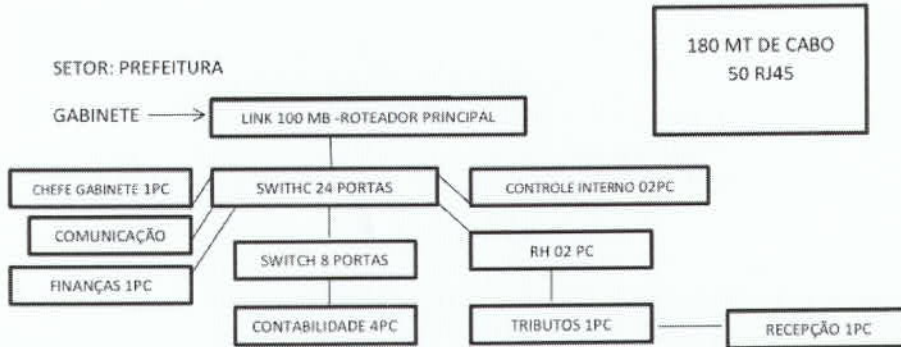 180 MT DE CABO
50 RJ45
SETOR: PREFEITURA
GABINETE
LINK 100 MB -ROTEADOR PRINCIPAL
CHEFE GABINETE 1PC
SWITHC 24 PORTAS
CONTROLE INTERNO 02PC
COMUNICAÇÃO
SWITCH 8 PORTAS
RH 02 PC
FINANÇAS 1PC
CONTABILIDADE 4PC
TRIBUTOS 1PC
RECEPÇÃO 1PC